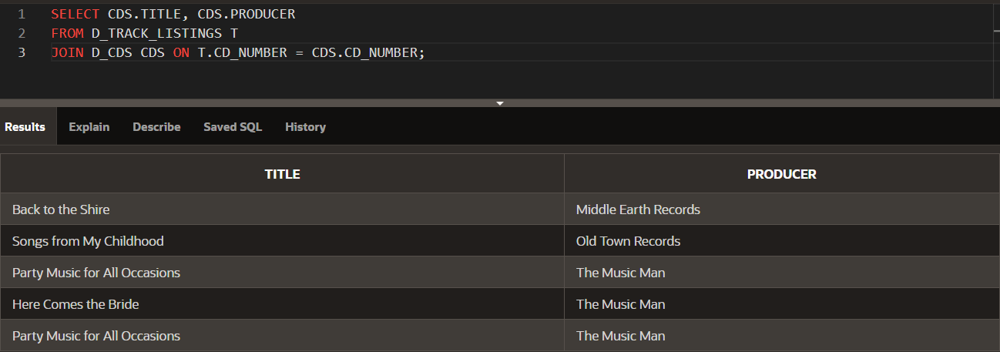 1 SELECT CDS.TITLE, CDS.PRODUCER
2 FROM D_TRACK_LISTINGS T
3 JOIN D_CDS CDS ON T.CD_NUMBER = CDS.CD_NUMBER;
Results Explain Describe Saved SQL History
TITLE PRODUCER
Back to the Shire Middle Earth Records
Songs from My Childhood Old Town Records
Party Music for All Occasions The Music Man
Here Comes the Bride The Music Man
Party Music for All Occasions The Music Man